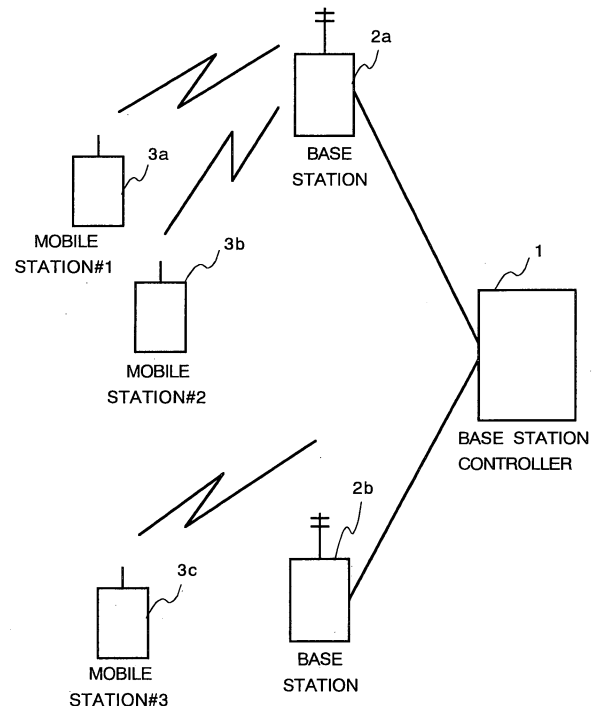 2a
BASE
STATION
3a
MOBILE
STATION#1
3b
MOBILE
STATION#2
1
BASE STATION
CONTROLLER
2b
BASE
STATION
3c
MOBILE
STATION#3